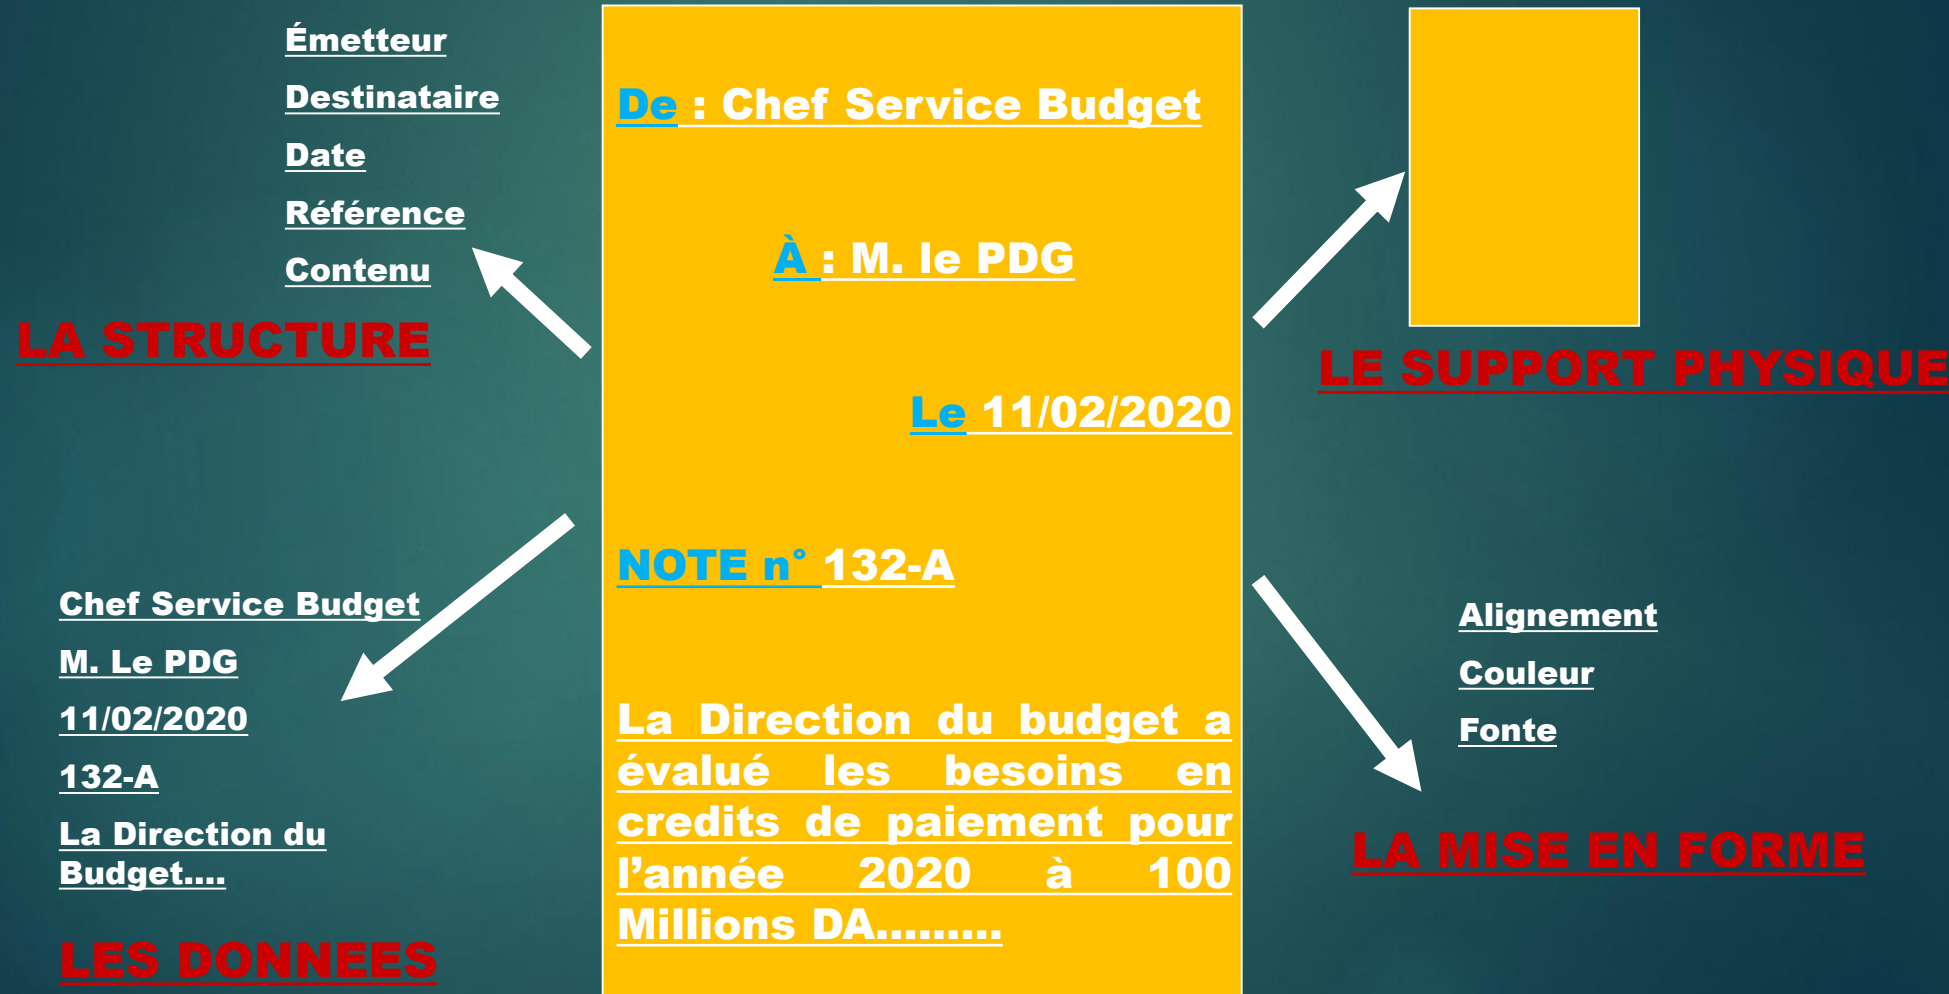 Émetteur
Destinataire
Date
Référence
Contenu
LA STRUCTURE
Chef Service Budget
M. Le PDG
11/02/2020
132-A
La Direction du
Budget....
LES DONNEES
De : Chef Service Budget
À : M. le PDG
Le 11/02/2020
NOTE n° 132-A
La Direction du budget a
évalué les besoins en
credits de paiement pour
l’année 2020 à 100
Millions DA.........
LE SUPPORT PHYSIQUE
Alignement
Couleur
Fonte
LA MISE EN FORME